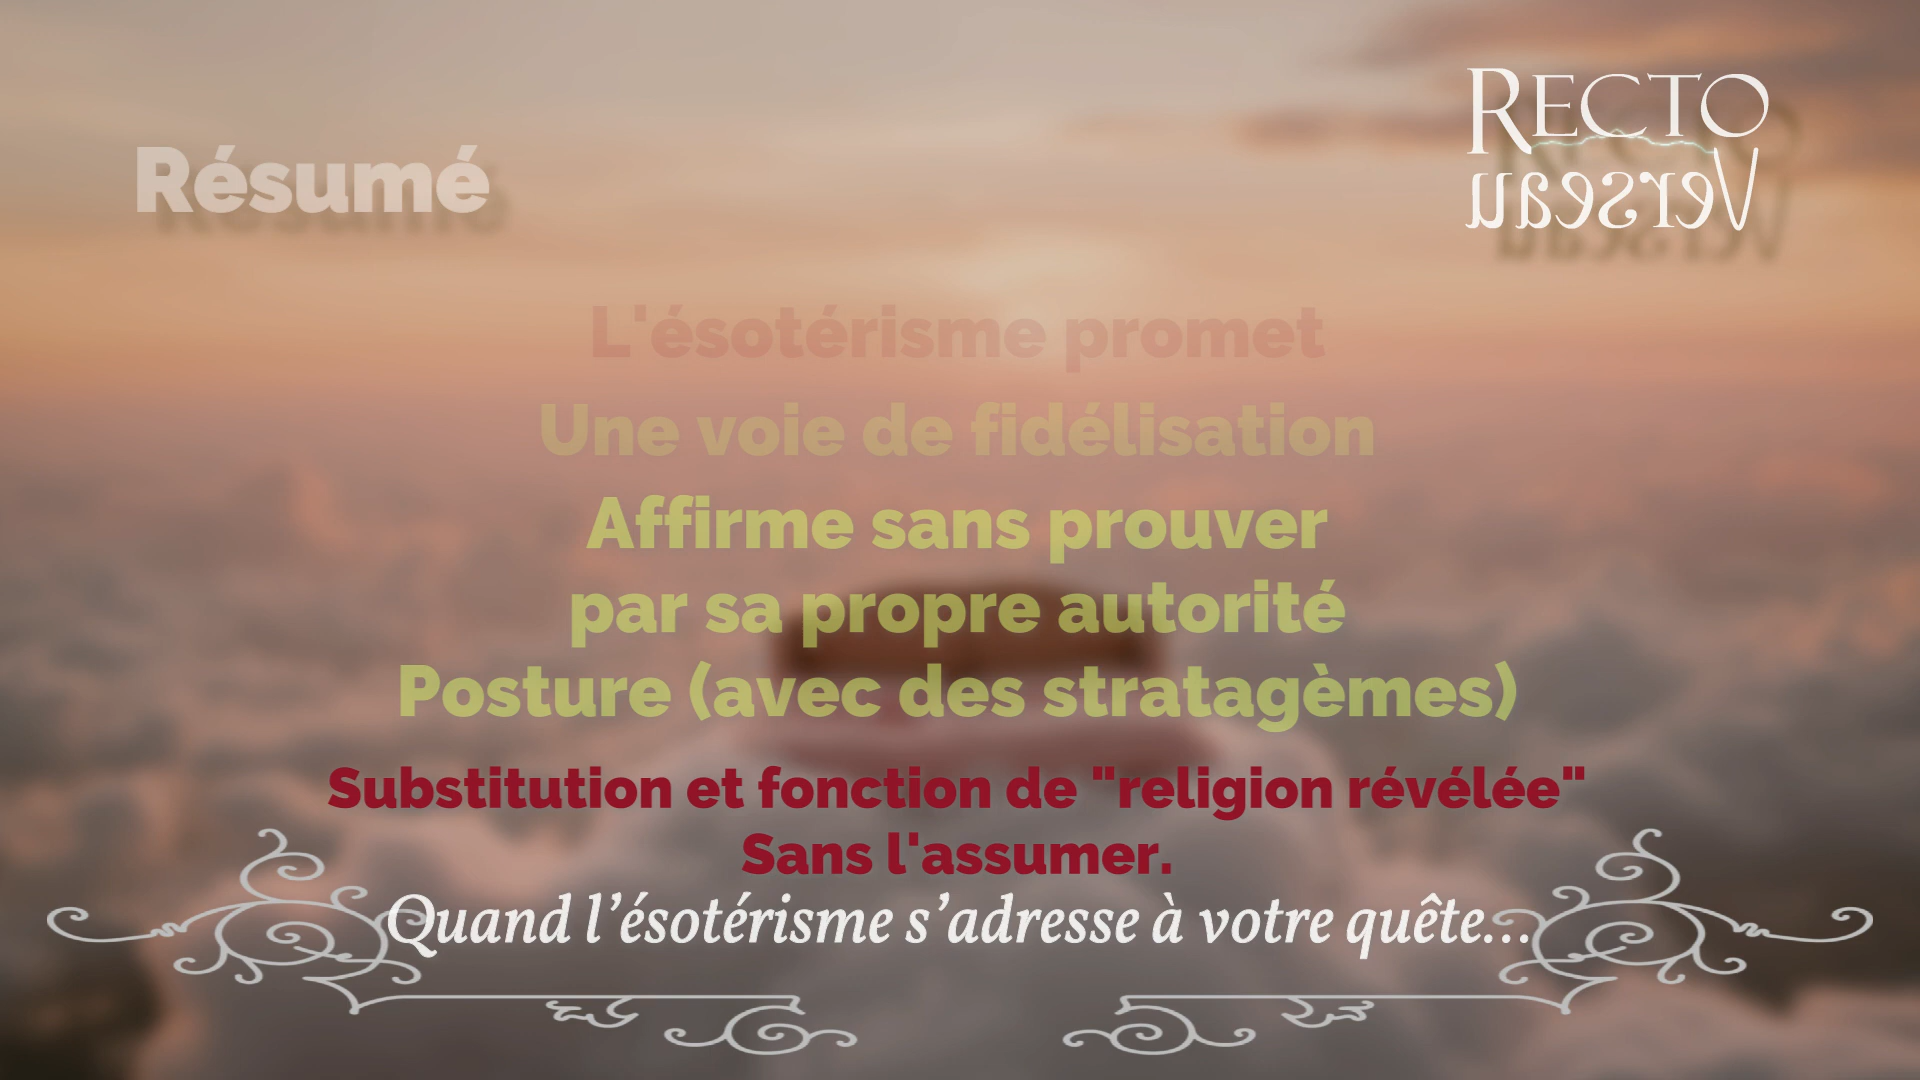 Résumé
RECTO
Verseau
L'ésotérisme promet
Une voie de fidélisation
Affirme sans prouver
par sa propre autorité
Posture (avec des stratagèmes)
Substitution et fonction de "religion révélée"
Sans l'assumer.
Quand l’ésotérisme s’adresse à votre quête...